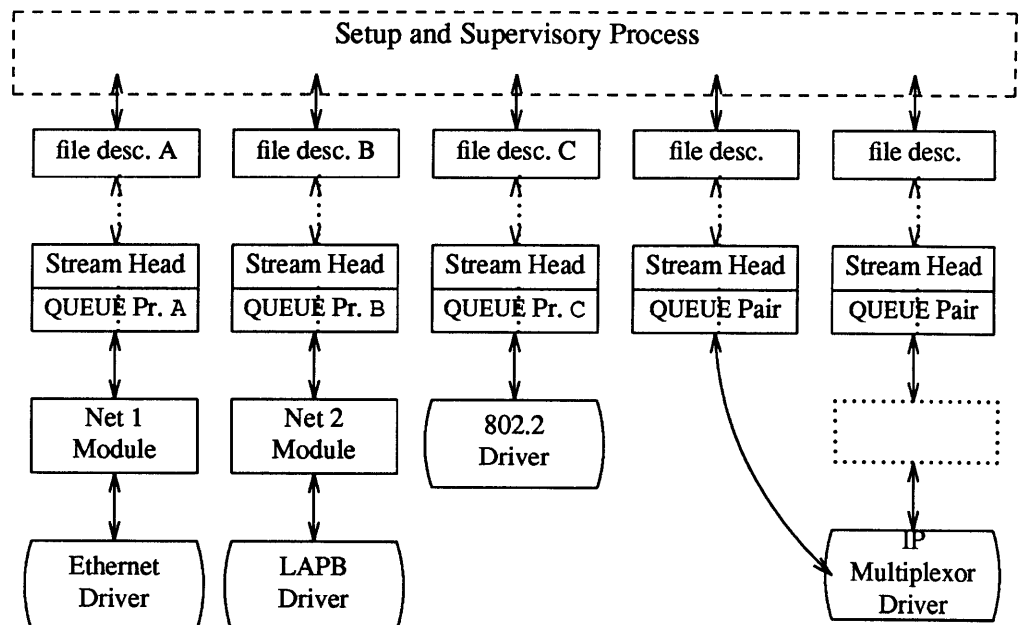 Setup and Supervisory Process
file desc. A
file desc. B
file desc. C
file desc.
file desc.
Stream Head
Stream Head
Stream Head
Stream Head
Stream Head
QUEUE Pr. A
QUEUE Pr. B
QUEUE Pr. C
QUEUE Pair
QUEUE Pair
Net 1
Module
Net 2
Module
802.2
Driver
Ethernet
Driver
LAPB
Driver
IP
Multiplexor
Driver